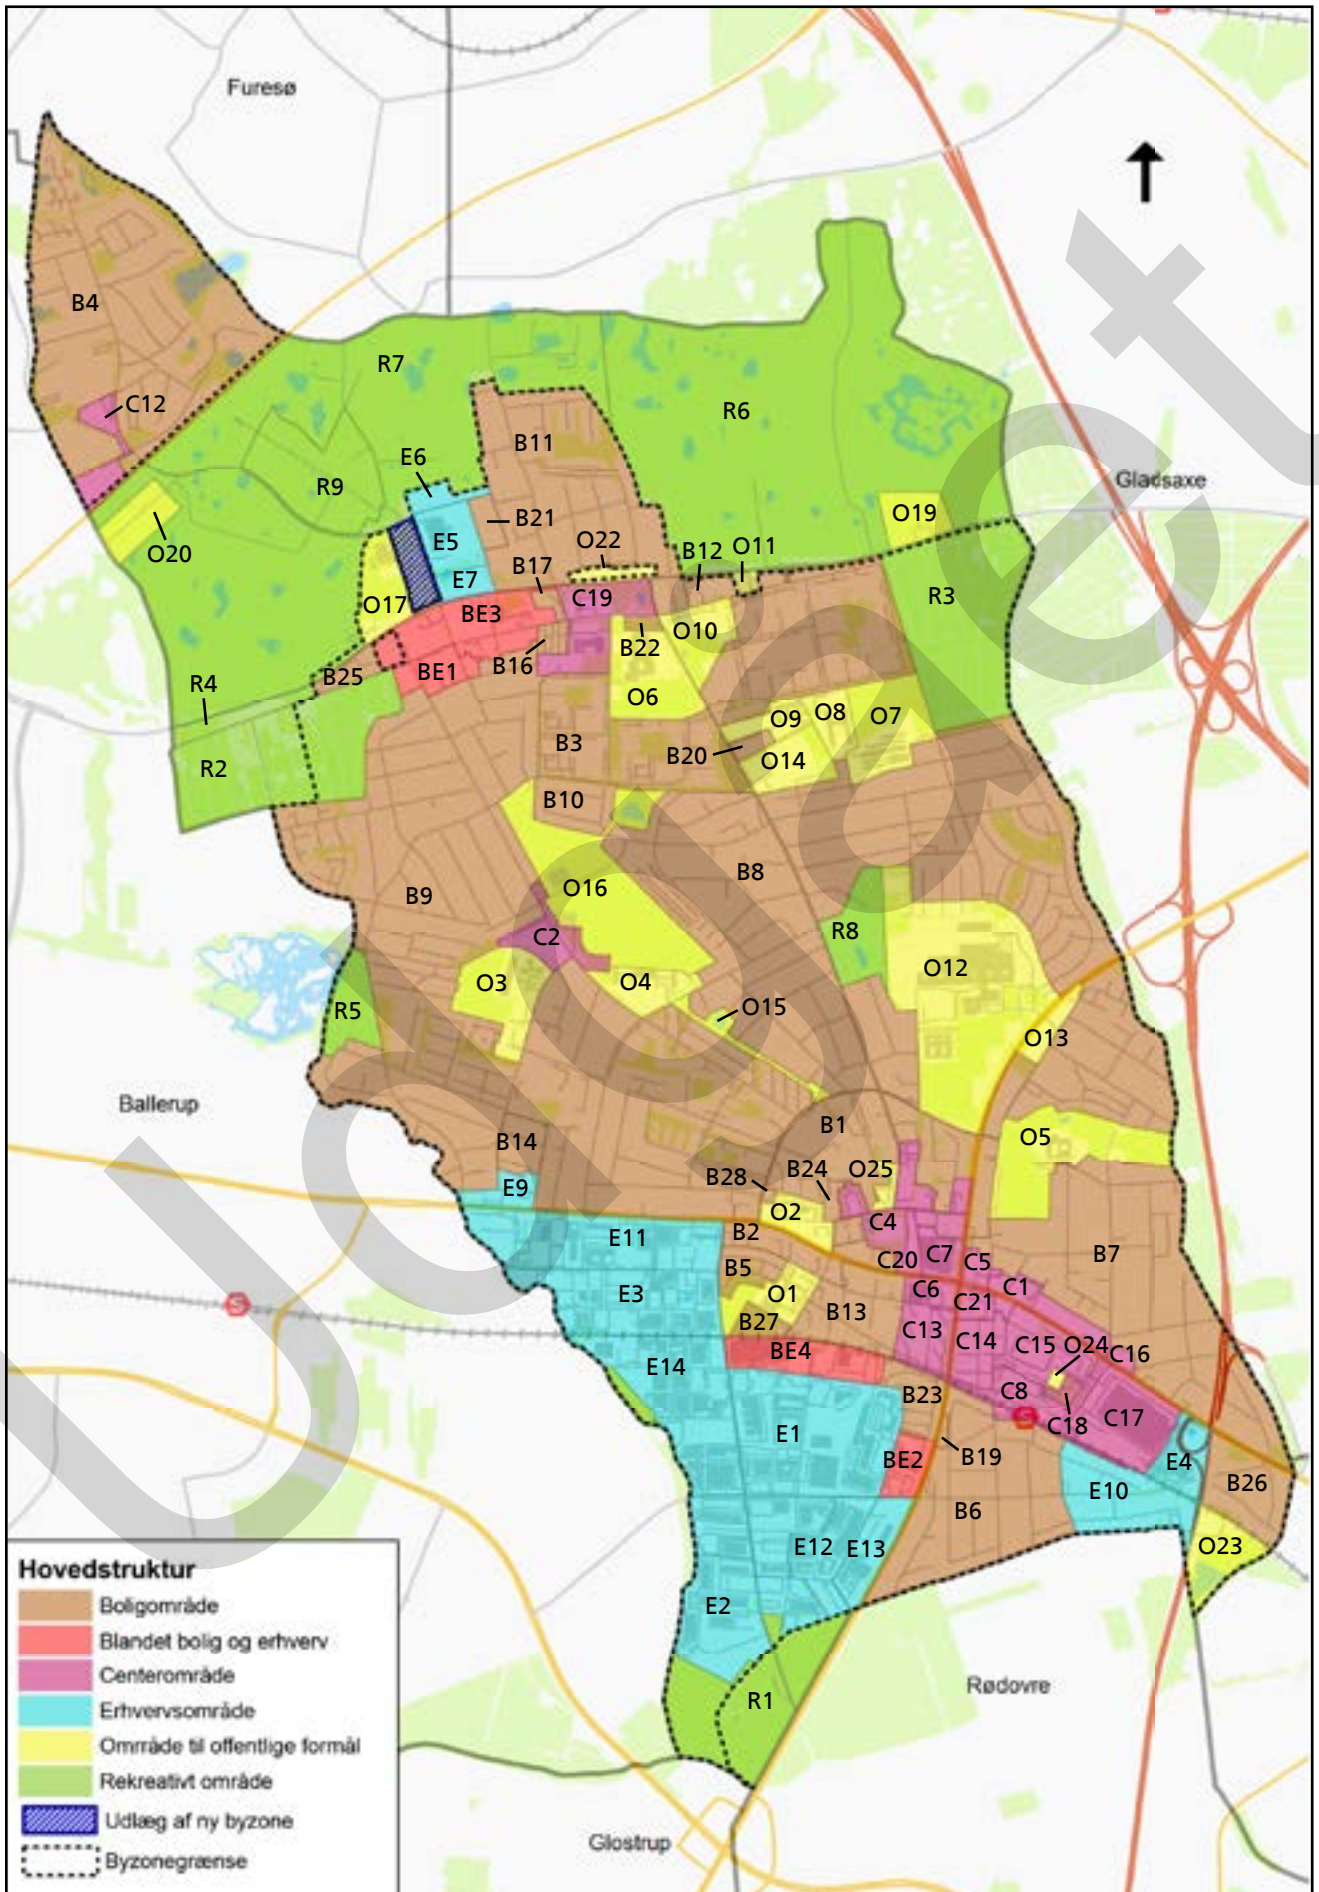 Furesø
B4
R7
C12
R6
B11
E6
R9
Gladsaxe
O19
B21
O20
E5
O22
B12
O11
B17
E7
R3
C19
O17
BE3
O10
B22
B16
BE1
B25
R4
O6
O9
O8
O7
B3
B20
O14
R2
B10
B8
O16
B9
R8
C2
O12
O3
O4
R5
O15
O13
Ballerup
B1
O5
B14
B28
B24
O25
E9
O2
C4
B2
E11
C7
B7
C20
C5
B5
C6
C1
E3
O1
C21
B27
B13
C13
C14
C15
O24
C16
BE4
E14
B23
C8
C17
S
S
C18
E1
BE2
B19
E4
B26
E10
B6
E12
E13
O23
E2
R1
Rødovre
Glostrup
Hovedstruktur
Boligområde
Blandet bolig og erhverv
Centerområde
Erhvervsområde
Område til offentlige formål
Rekreativt område
Udlæg af ny byzone
Byzonegrænse
Udgået